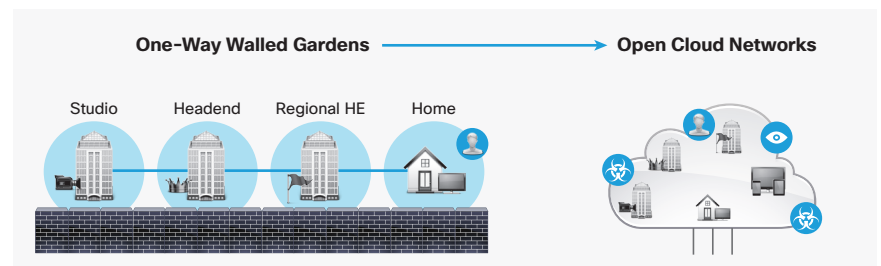 One-Way Walled Gardens
Open Cloud Networks
Studio
Headend
Regional HE
Home